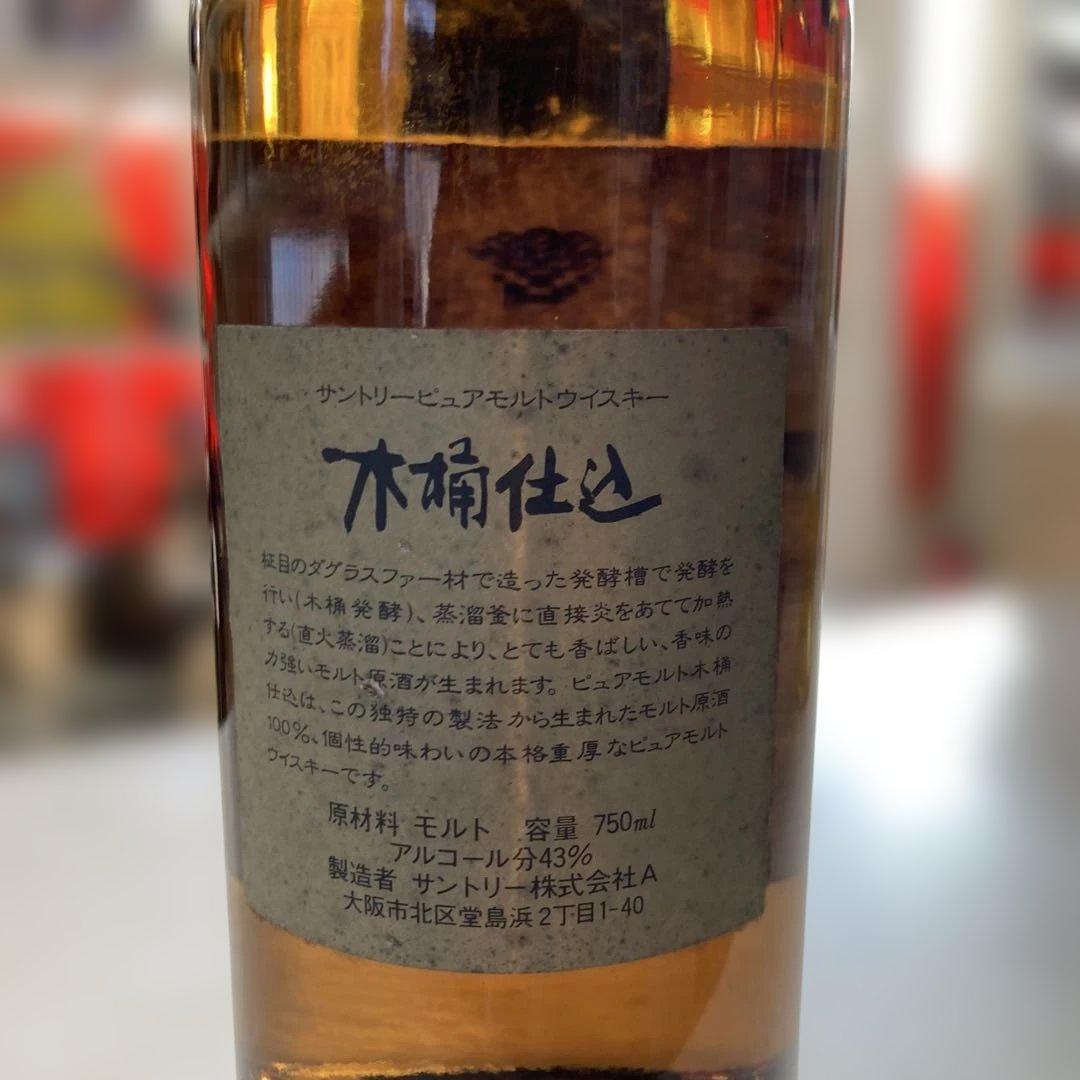 サントリーピュアモルトウイスキー
木桶仕込
柾目のダグラスファー材で造った発酵槽で発酵を
行い(木桶発酵)、蒸溜釜に直接炎をあてて加熱
する(直火蒸溜)ことにより、とても香ばしい、香味の
力強いモルト原酒が生まれます。ピュアモルト木桶
仕込は、この独特の製法から生まれたモルト原酒
100%、個性的味わいの本格重厚なピュアモルト
ウイスキーです。
原材料 モルト 容量 750ml
アルコール分43%
製造者 サントリー株式会社A
大阪市北区堂島浜2丁目1-40